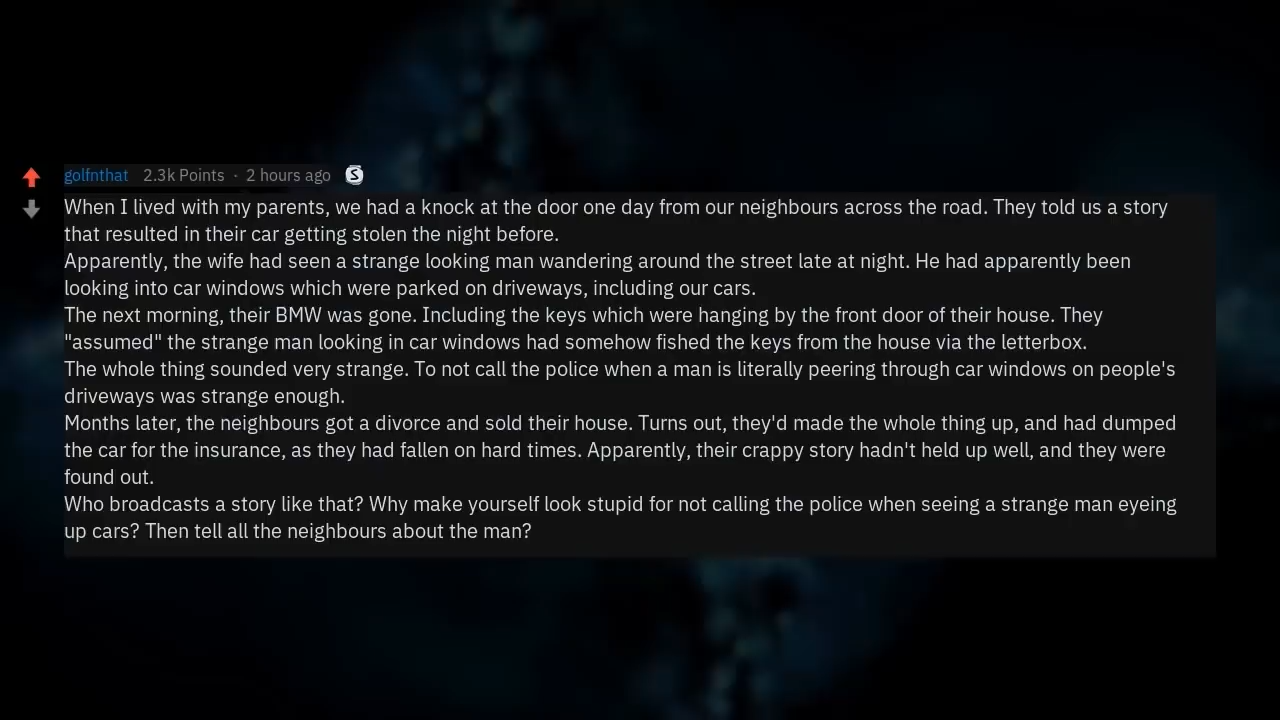 golfnthat 2.3k Points · 2 hours ago S
When I lived with my parents, we had a knock at the door one day from our neighbours across the road. They told us a story
that resulted in their car getting stolen the night before.
Apparently, the wife had seen a strange looking man wandering around the street late at night. He had apparently been
looking into car windows which were parked on driveways, including our cars.
The next morning, their BMW was gone. Including the keys which were hanging by the front door of their house. They
"assumed" the strange man looking in car windows had somehow fished the keys from the house via the letterbox.
The whole thing sounded very strange. To not call the police when a man is literally peering through car windows on people's
driveways was strange enough.
Months later, the neighbours got a divorce and sold their house. Turns out, they'd made the whole thing up, and had dumped
the car for the insurance, as they had fallen on hard times. Apparently, their crappy story hadn't held up well, and they were
found out.
Who broadcasts a story like that? Why make yourself look stupid for not calling the police when seeing a strange man eyeing
up cars? Then tell all the neighbours about the man?